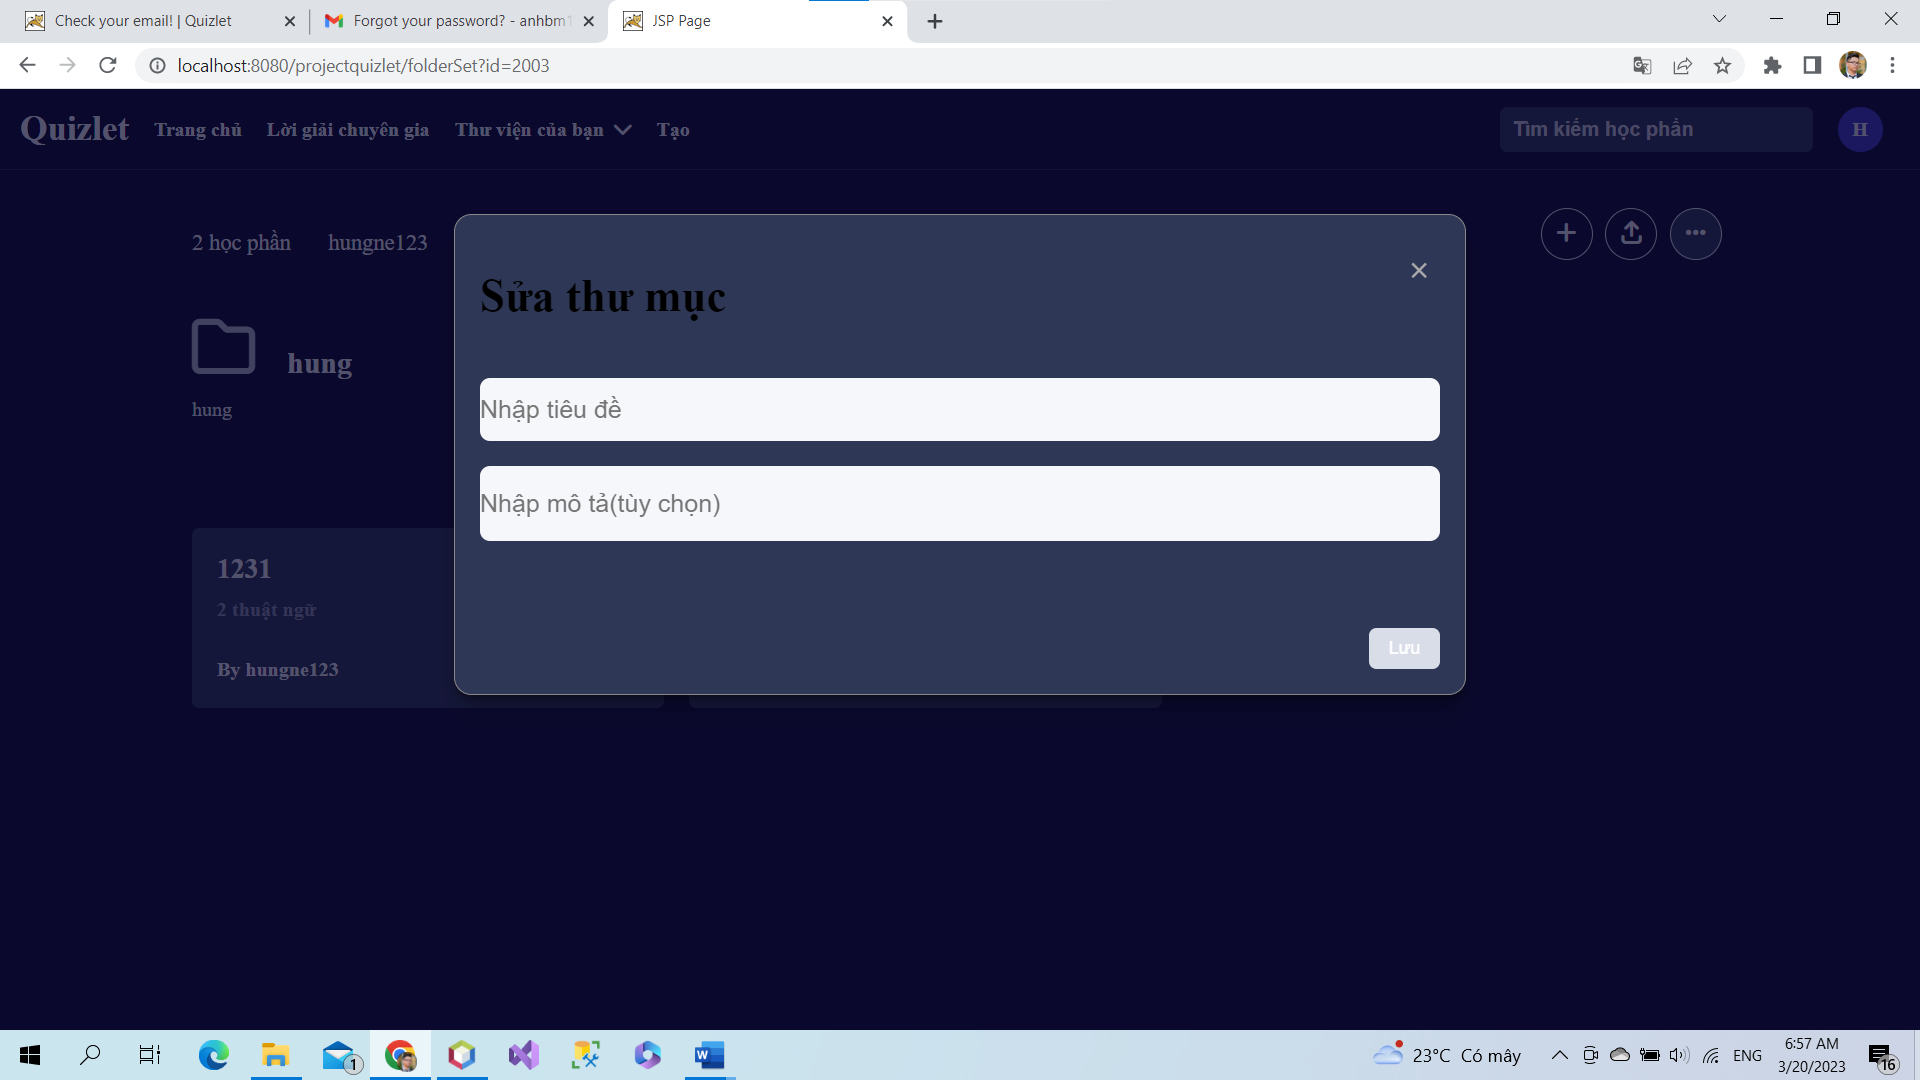 Check your email! | Quizlet
Forgot your password? - anhbm1
JSP Page
localhost:8080/projectquizlet/folderSet?id=2003
Quizlet Trang chủ Lời giải chuyên gia Thư viện của bạn Tạo
Tìm kiếm học phần
H
2 học phần hungne123
Sửa thư mục
hung
hung
Nhập tiêu đề
Nhập mô tả(tùy chọn)
1231
2 thuật ngữ
By hungne123
Lưu
1
23°C Có mây
ENG
6:57 AM
3/20/2023
16